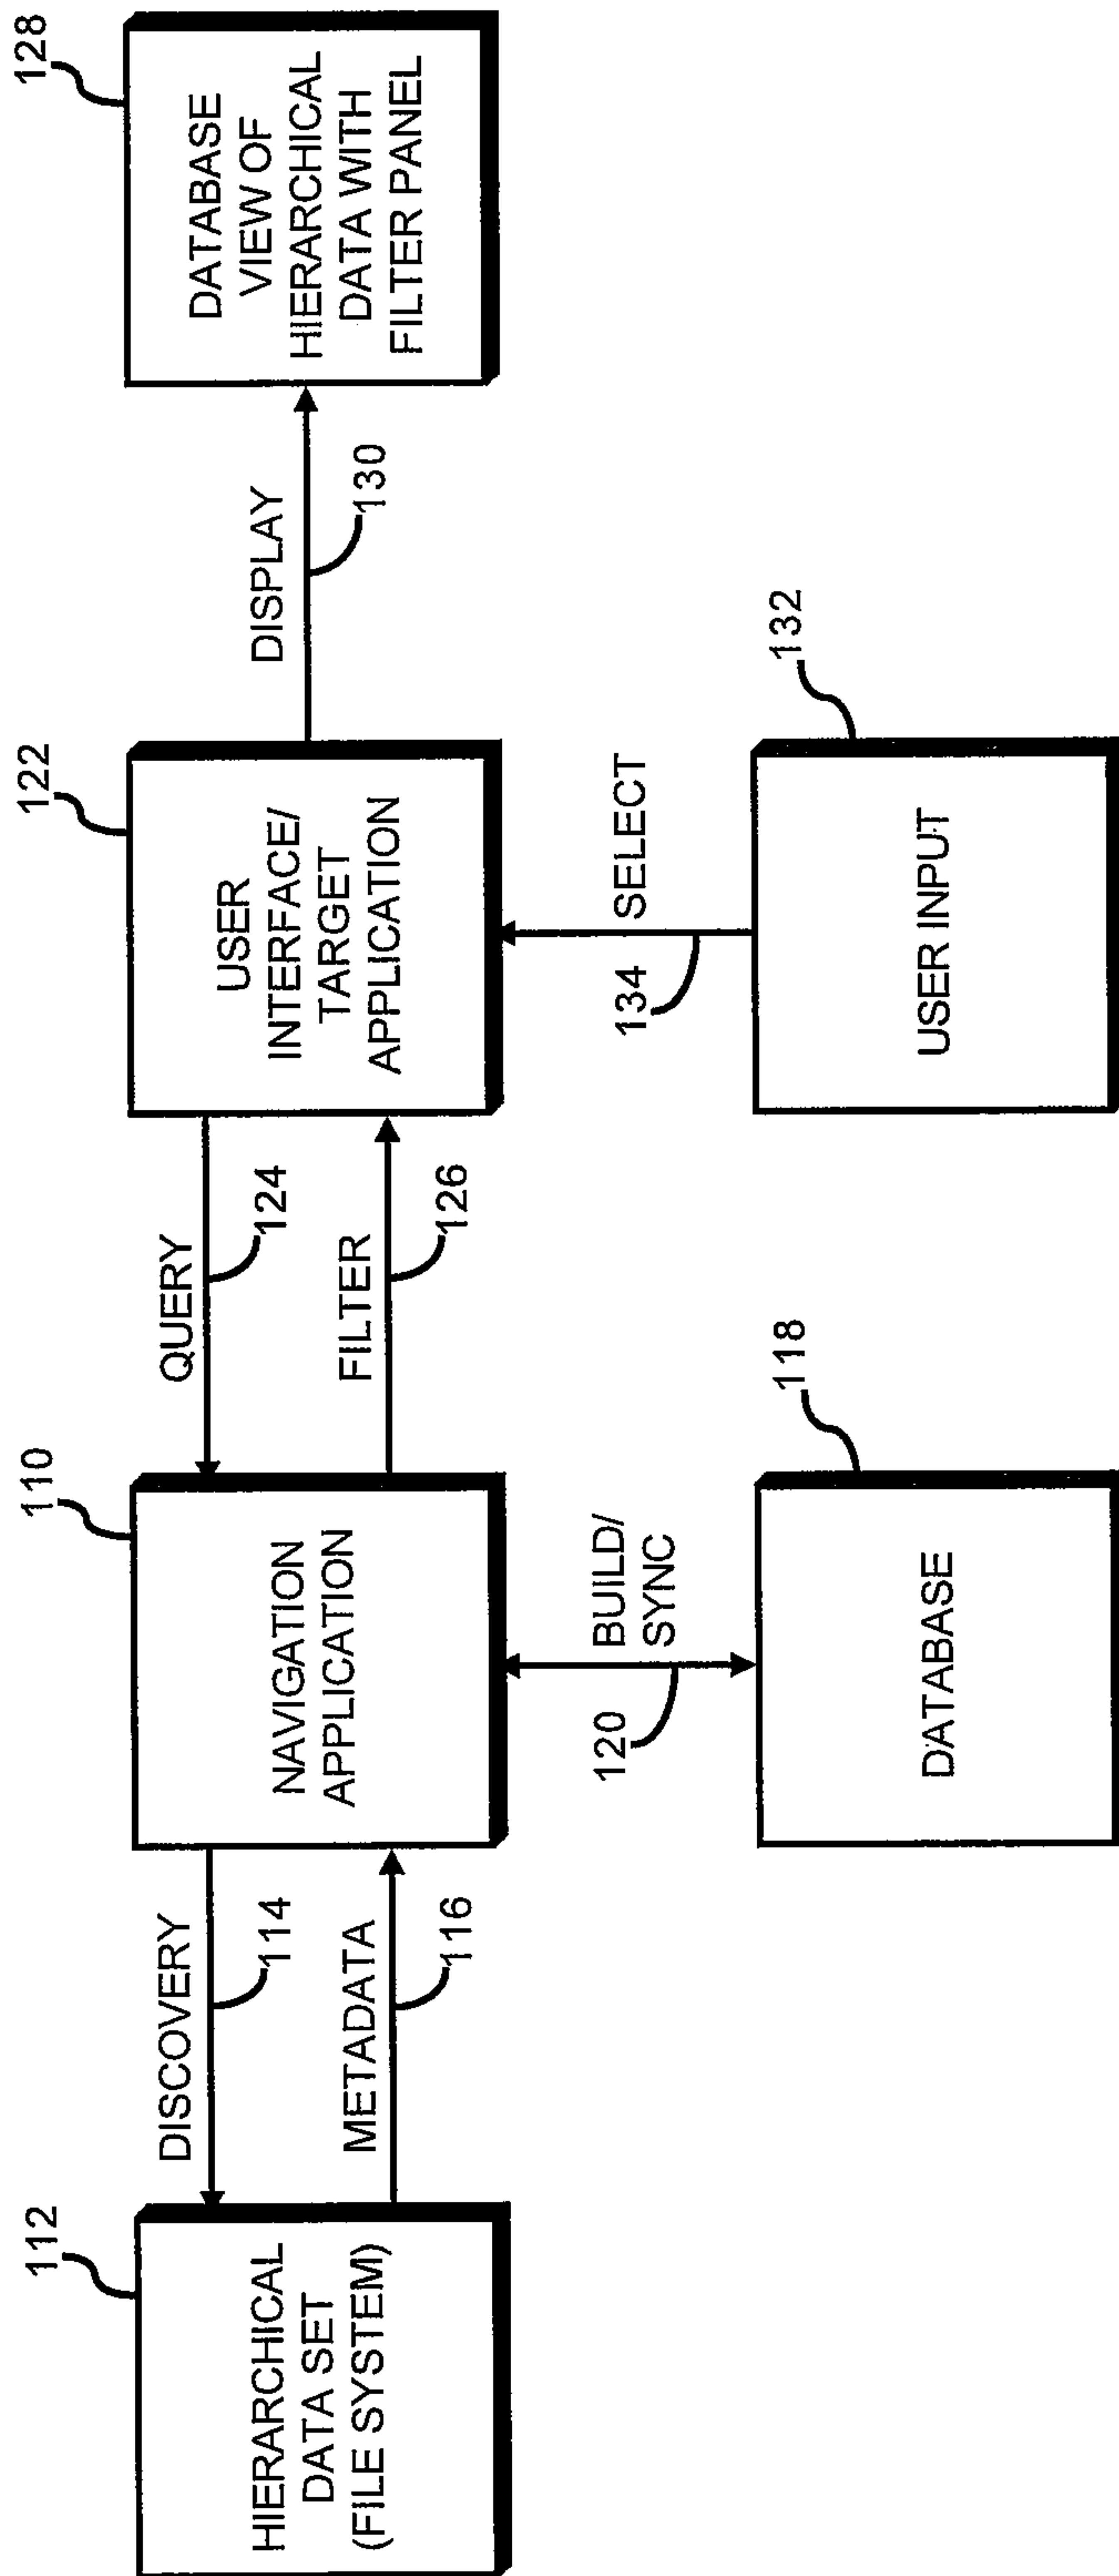 112
HIERARCHICAL
DATA SET
(FILE SYSTEM)
DISCOVERY
114
METADATA
116
110
NAVIGATION
APPLICATION
BUILD/
SYNC
120
118
DATABASE
QUERY
124
FILTER
126
122
USER
INTERFACE/
TARGET
APPLICATION
SELECT
134
132
USER INPUT
DISPLAY
130
128
DATABASE
VIEW OF
HIERARCHICAL
DATA WITH
FILTER PANEL